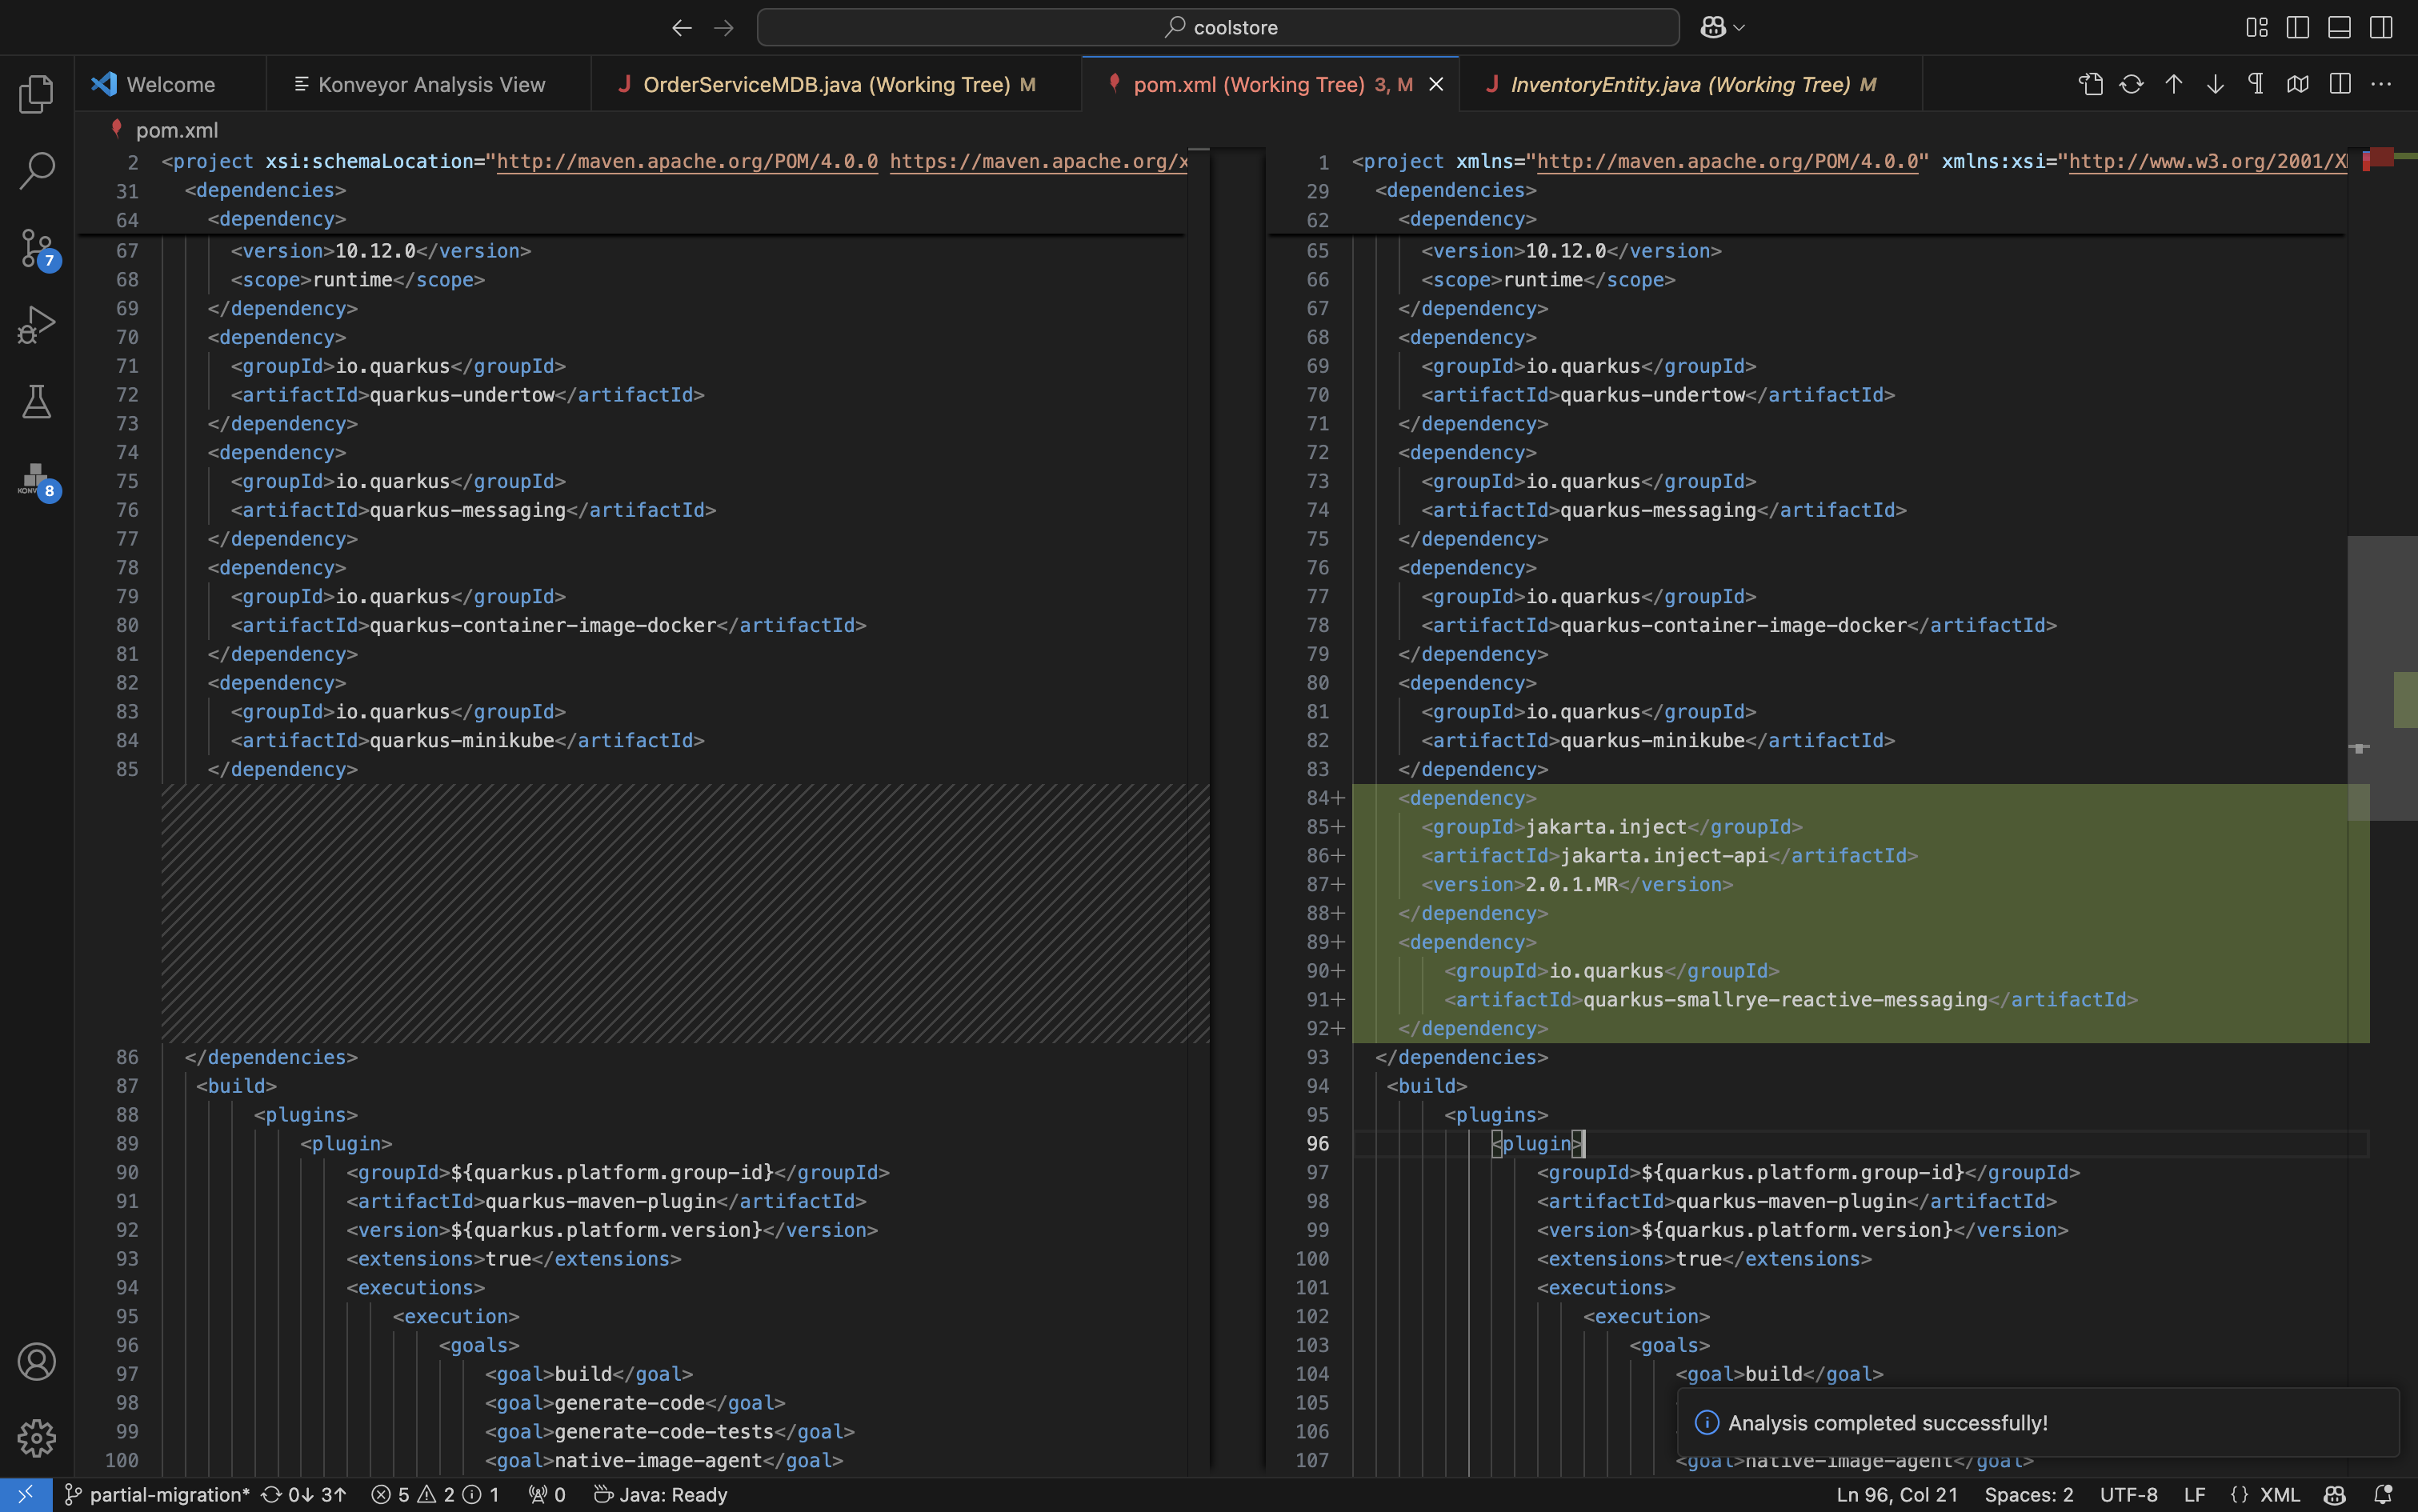 coolstore
Welcome
Konveyor Analysis View
OrderServiceMDB.java (Working Tree) M
pom.xml (Working Tree) 3, M
InventoryEntity.java (Working Tree) M
pom.xml
2 <project xsi:schemaLocation="http://maven.apache.org/POM/4.0.0 https://maven.apache.org/x
31 <dependencies>
64 <dependency>
67 <version>10.12.0</version>
68 <scope>runtime</scope>
69 </dependency>
70 <dependency>
71 <groupId>io.quarkus</groupId>
72 <artifactId>quarkus-undertow</artifactId>
73 </dependency>
74 <dependency>
75 <groupId>io.quarkus</groupId>
76 <artifactId>quarkus-messaging</artifactId>
77 </dependency>
78 <dependency>
79 <groupId>io.quarkus</groupId>
80 <artifactId>quarkus-container-image-docker</artifactId>
81 </dependency>
82 <dependency>
83 <groupId>io.quarkus</groupId>
84 <artifactId>quarkus-minikube</artifactId>
85 </dependency>
86 </dependencies>
87 <build>
88 <plugins>
89 <plugin>
90 <groupId>${quarkus.platform.group-id}</groupId>
91 <artifactId>quarkus-maven-plugin</artifactId>
92 <version>${quarkus.platform.version}</version>
93 <extensions>true</extensions>
94 <executions>
95 <execution>
96 <goals>
97 <goal>build</goal>
98 <goal>generate-code</goal>
99 <goal>generate-code-tests</goal>
100 <goal>native-image-agent</goal>
1 <project xmlns="http://maven.apache.org/POM/4.0.0" xmlns:xsi="http://www.w3.org/2001/X
29 <dependencies>
62 <dependency>
65 <version>10.12.0</version>
66 <scope>runtime</scope>
67 </dependency>
68 <dependency>
69 <groupId>io.quarkus</groupId>
70 <artifactId>quarkus-undertow</artifactId>
71 </dependency>
72 <dependency>
73 <groupId>io.quarkus</groupId>
74 <artifactId>quarkus-messaging</artifactId>
75 </dependency>
76 <dependency>
77 <groupId>io.quarkus</groupId>
78 <artifactId>quarkus-container-image-docker</artifactId>
79 </dependency>
80 <dependency>
81 <groupId>io.quarkus</groupId>
82 <artifactId>quarkus-minikube</artifactId>
83 </dependency>
84+ <dependency>
85+ <groupId>jakarta.inject</groupId>
86+ <artifactId>jakarta.inject-api</artifactId>
87+ <version>2.0.1.MR</version>
88+ </dependency>
89+ <dependency>
90+ <groupId>io.quarkus</groupId>
91+ <artifactId>quarkus-smallrye-reactive-messaging</artifactId>
92+ </dependency>
93 </dependencies>
94 <build>
95 <plugins>
96 <plugin>
97 <groupId>${quarkus.platform.group-id}</groupId>
98 <artifactId>quarkus-maven-plugin</artifactId>
99 <version>${quarkus.platform.version}</version>
100 <extensions>true</extensions>
101 <executions>
102 <execution>
103 <goals>
104 <goal>build</goal>
105
106
107 <goal>native-image-agent</goal>
7
8
Analysis completed successfully!
partial-migration* 0↓ 3↑ 5 2 1 0 Java: Ready
Ln 96, Col 21 Spaces: 2 UTF-8 LF {} XML